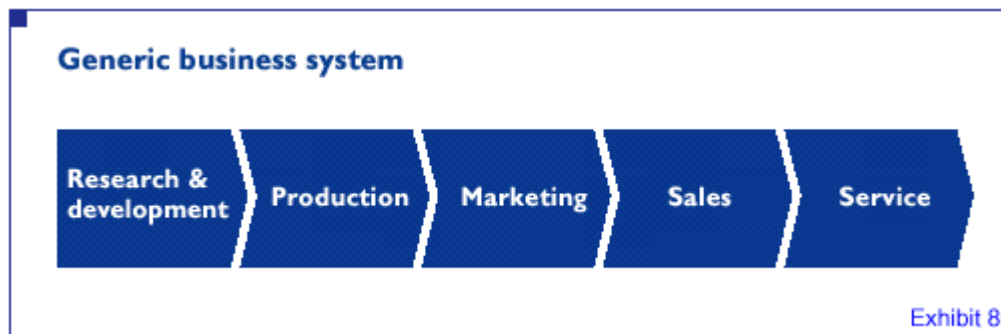 Generic business system
Research &
development
Production
Marketing
Sales
Service
Exhibit 8